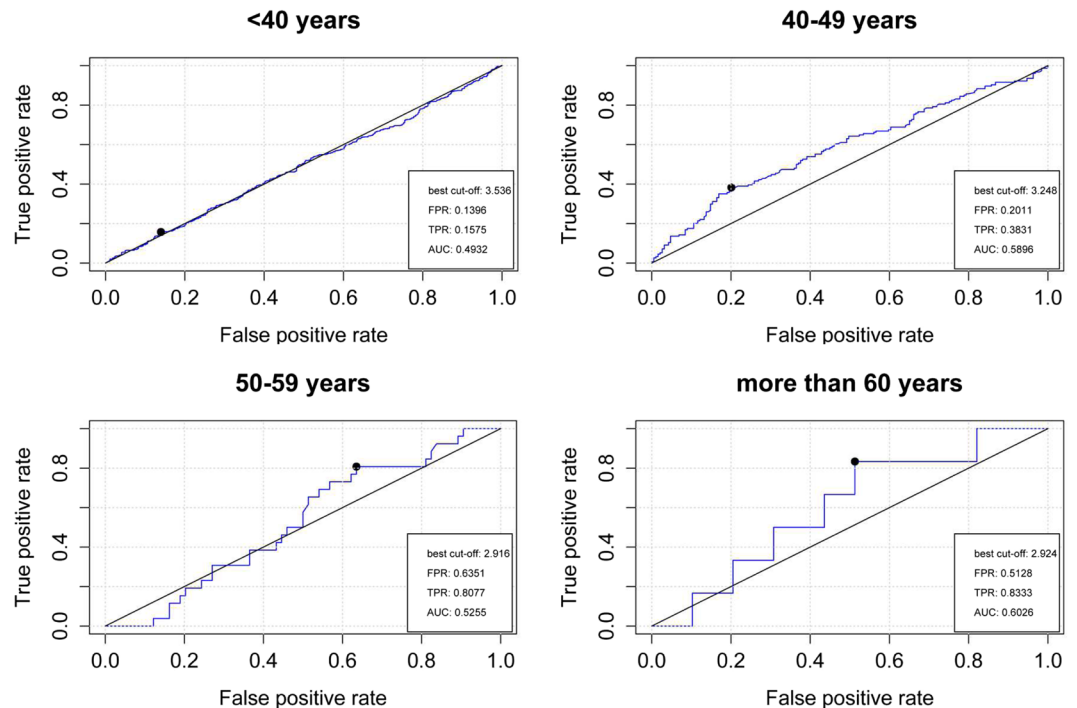 <40 years
True positive rate
0.0 0.4 0.8
best cut-off: 3.536
FPR: 0.1396
TPR: 0.1575
AUC: 0.4932
0.0 0.2 0.4 0.6 0.8 1.0
False positive rate
40-49 years
True positive rate
0.0 0.4 0.8
best cut-off: 3.248
FPR: 0.2011
TPR: 0.3831
AUC: 0.5896
0.0 0.2 0.4 0.6 0.8 1.0
False positive rate
50-59 years
True positive rate
0.0 0.4 0.8
best cut-off: 2.916
FPR: 0.6351
TPR: 0.8077
AUC: 0.5255
0.0 0.2 0.4 0.6 0.8 1.0
False positive rate
more than 60 years
True positive rate
0.0 0.4 0.8
best cut-off: 2.924
FPR: 0.5128
TPR: 0.8333
AUC: 0.6026
0.0 0.2 0.4 0.6 0.8 1.0
False positive rate